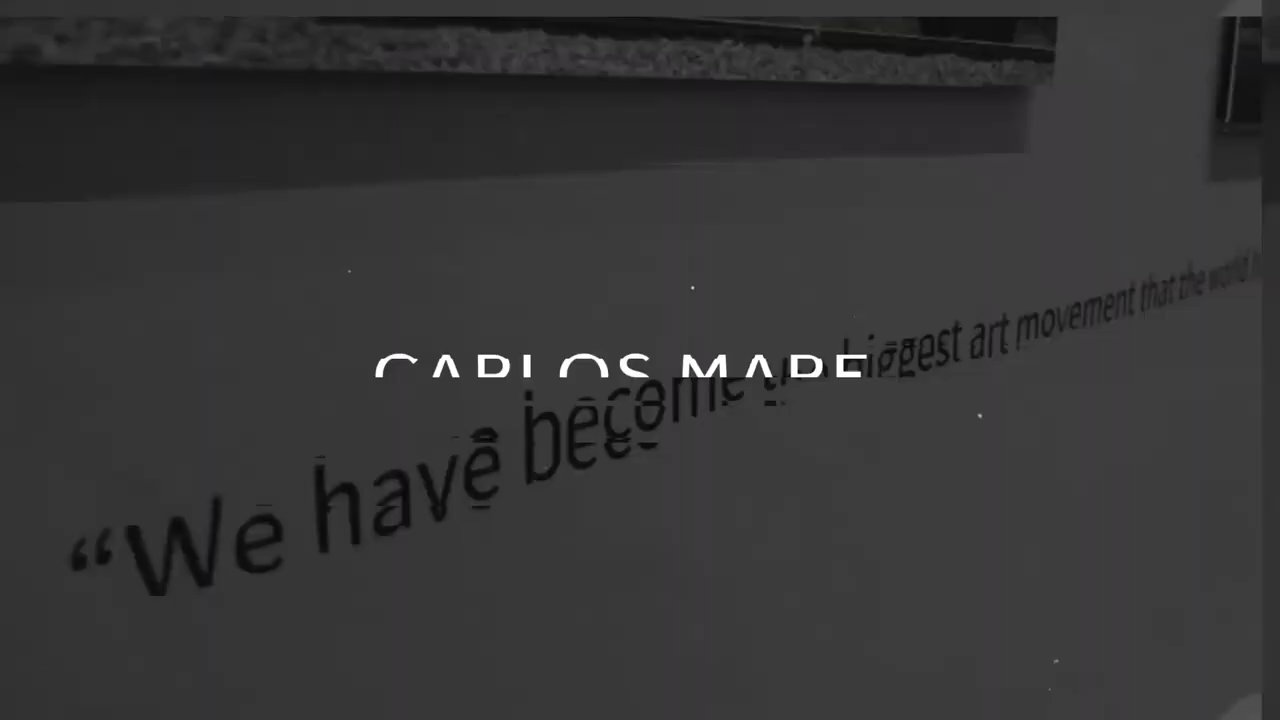 CARLOS MARE
“We have become the biggest art movement that the world